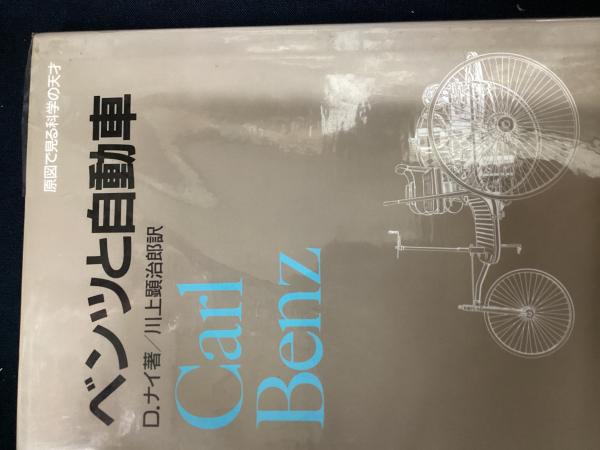 原図で見る科学の天才
ベンツと自動車
D.ナイ著/川上顕治郎訳
Carl
Benz